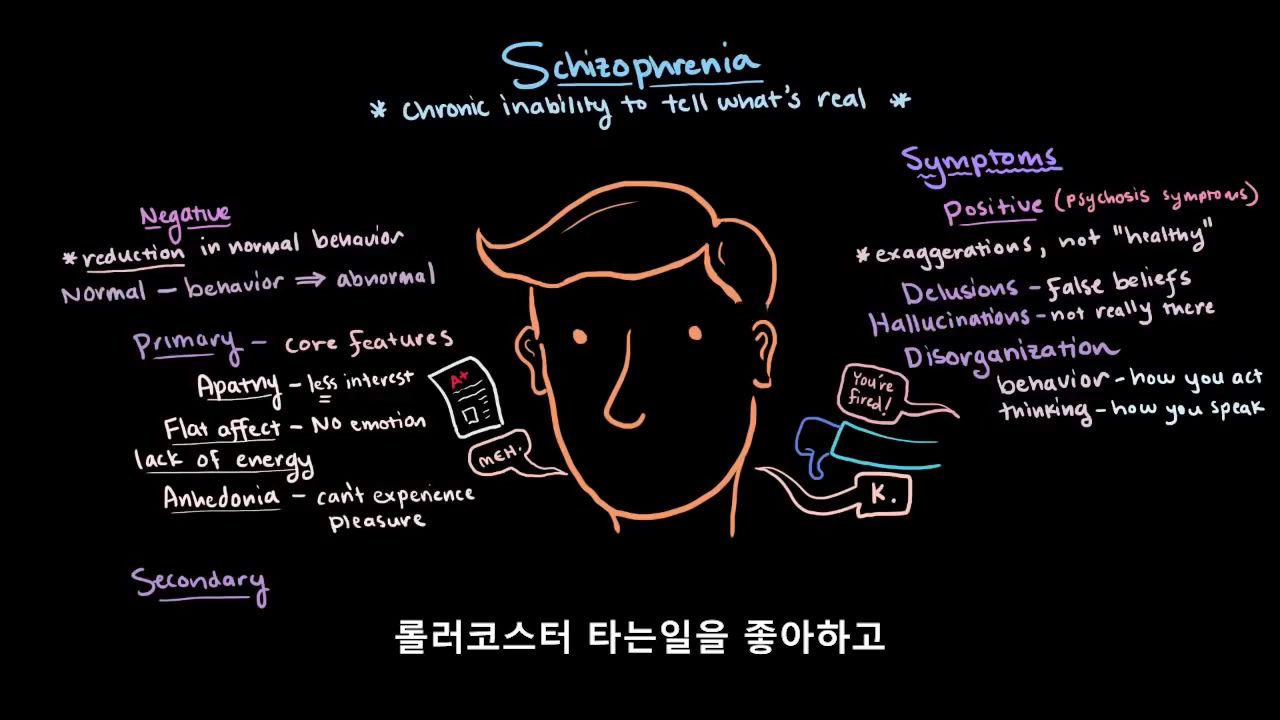 Schizophrenia
* chronic inability to tell what's real *
Negative
*reduction in normal behavior
Normal – behavior ⇒ abnormal
Primary – core features
Apathy – less interest
Flat affect – No emotion
lack of energy
Anhedonia – can't experience
pleasure
Secondary
A+
MEH.
Symptoms
Positive (psychosis symptoms)
*exaggerations, not "healthy"
Delusions – False beliefs
Hallucinations – not really there
Disorganization
behavior – how you act
thinking – how you speak
You're
fired!
K.
롤러코스터 타는일을 좋아하고